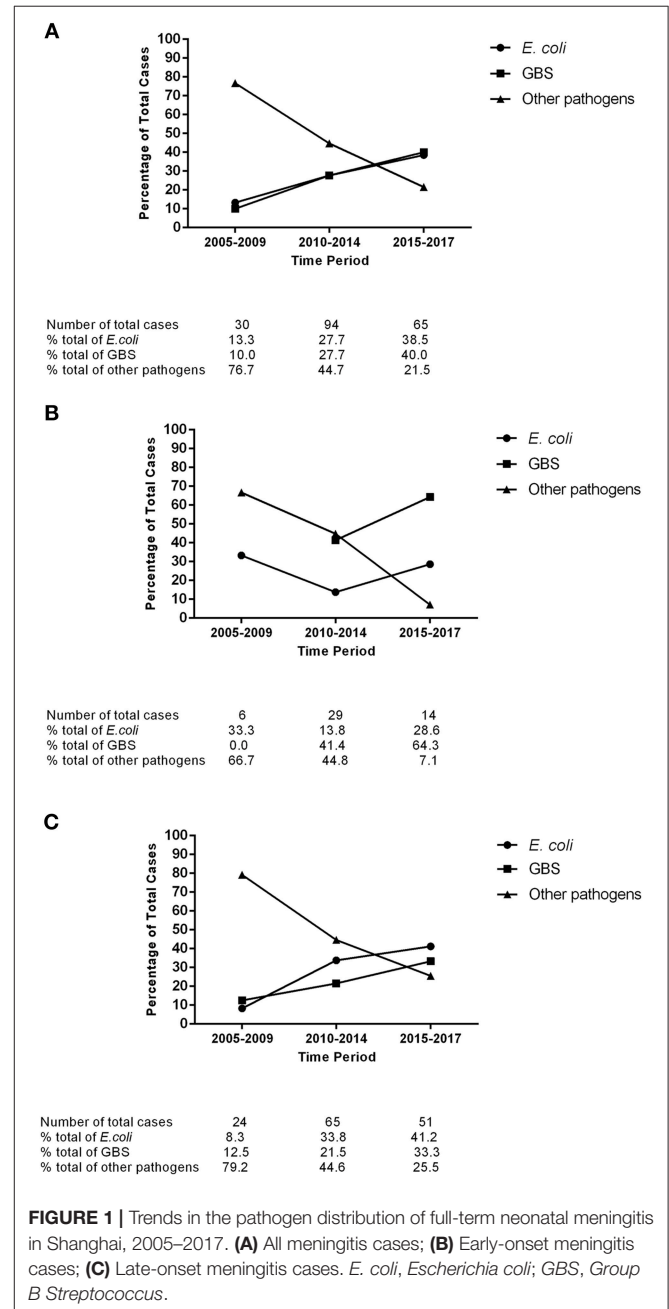 A
E. coli
GBS
Other pathogens
Percentage of Total Cases
100
90
80
70
60
50
40
30
20
10
0
2005-2009 2010-2014 2015-2017
Time Period
Number of total cases 30 94 65
% total of E.coli 13.3 27.7 38.5
% total of GBS 10.0 27.7 40.0
% total of other pathogens 76.7 44.7 21.5
B
E. coli
GBS
Other pathogens
Percentage of Total Cases
100
90
80
70
60
50
40
30
20
10
0
2005-2009 2010-2014 2015-2017
Time Period
Number of total cases 6 29 14
% total of E.coli 33.3 13.8 28.6
% total of GBS 0.0 41.4 64.3
% total of other pathogens 66.7 44.8 7.1
C
E. coli
GBS
Other pathogens
Percentage of Total Cases
100
90
80
70
60
50
40
30
20
10
0
2005-2009 2010-2014 2015-2017
Time Period
Number of total cases 24 65 51
% total of E.coli 8.3 33.8 41.2
% total of GBS 12.5 21.5 33.3
% total of other pathogens 79.2 44.6 25.5
FIGURE 1 | Trends in the pathogen distribution of full-term neonatal meningitis
in Shanghai, 2005–2017. (A) All meningitis cases; (B) Early-onset meningitis
cases; (C) Late-onset meningitis cases. E. coli, Escherichia coli; GBS, Group
B Streptococcus.